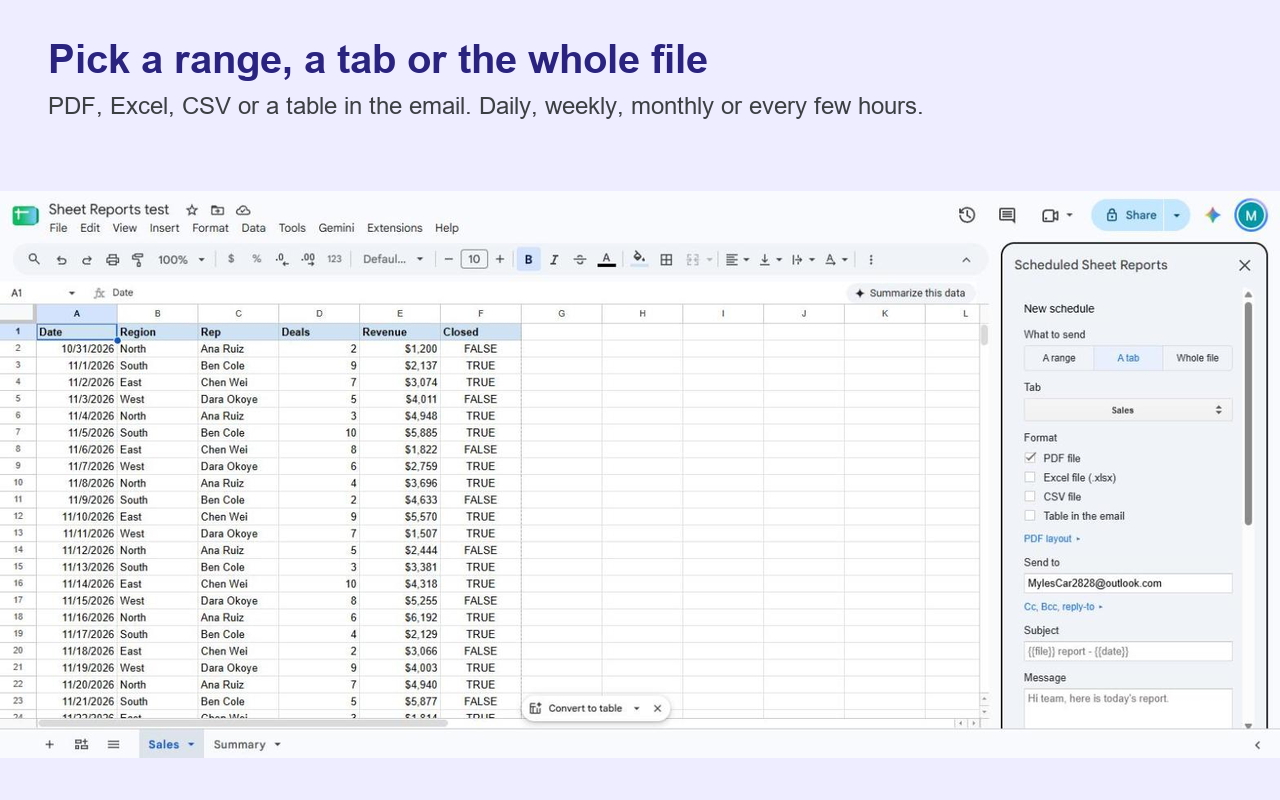 Pick a range, a tab or the whole file
PDF, Excel, CSV or a table in the email. Daily, weekly, monthly or every few hours.
Sheet Reports test
File Edit View Insert Format Data Tools Gemini Extensions Help
Share
M
100% $ % .0 .00 123 Defaul... 10 B I A
A1 fx Date
Summarize this data
A B C D E F G H I J K L
1 Date Region Rep Deals Revenue Closed
2 10/31/2026 North Ana Ruiz 2 $1,200 FALSE
3 11/1/2026 South Ben Cole 9 $2,137 TRUE
4 11/2/2026 East Chen Wei 7 $3,074 TRUE
5 11/3/2026 West Dara Okoye 5 $4,011 FALSE
6 11/4/2026 North Ana Ruiz 3 $4,948 TRUE
7 11/5/2026 South Ben Cole 10 $5,885 TRUE
8 11/6/2026 East Chen Wei 8 $1,822 FALSE
9 11/7/2026 West Dara Okoye 6 $2,759 TRUE
10 11/8/2026 North Ana Ruiz 4 $3,696 TRUE
11 11/9/2026 South Ben Cole 2 $4,633 FALSE
12 11/10/2026 East Chen Wei 9 $5,570 TRUE
13 11/11/2026 West Dara Okoye 7 $1,507 TRUE
14 11/12/2026 North Ana Ruiz 5 $2,444 FALSE
15 11/13/2026 South Ben Cole 3 $3,381 TRUE
16 11/14/2026 East Chen Wei 10 $4,318 TRUE
17 11/15/2026 West Dara Okoye 8 $5,255 FALSE
18 11/16/2026 North Ana Ruiz 6 $6,192 TRUE
19 11/17/2026 South Ben Cole 4 $2,129 TRUE
20 11/18/2026 East Chen Wei 2 $3,066 FALSE
21 11/19/2026 West Dara Okoye 9 $4,003 TRUE
22 11/20/2026 North Ana Ruiz 7 $4,940 TRUE
23 11/21/2026 South Ben Cole 5 $5,877 FALSE
24 11/22/2026 East Chen Wei 3 $1,814 TRUE
Convert to table
Sales Summary
Scheduled Sheet Reports
New schedule
What to send
A range A tab Whole file
Tab
Sales
Format
PDF file
Excel file (.xlsx)
CSV file
Table in the email
PDF layout
Send to
MylesCar2828@outlook.com
Cc, Bcc, reply-to
Subject
{{file}} report - {{date}}
Message
Hi team, here is today's report.